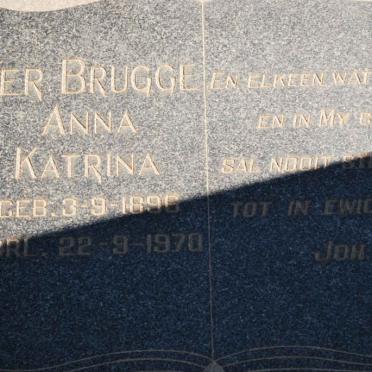 ER BRUGGE
ANNA
KATRINA
GEB. 3-9-1896
ORL. 22-9-1970
EN ELKEEN WAT
EN IN MY
SAL NOOIT
TOT IN EWIG
JOH